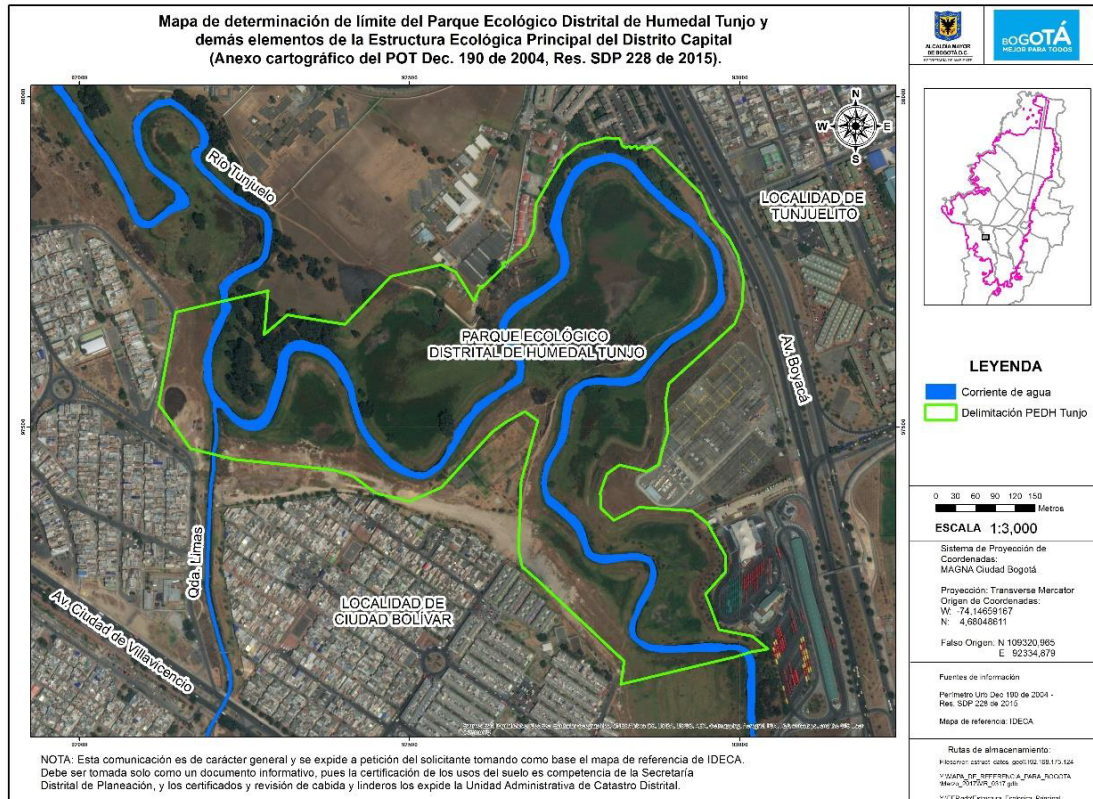 Mapa de determinación de límite del Parque Ecológico Distrital de Humedal Tunjo y
demás elementos de la Estructura Ecológica Principal del Distrito Capital
(Anexo cartográfico del POT Dec. 190 de 2004, Res. SDP 228 de 2015).
ALCALDÍA MAYOR
DE BOGOTÁ D.C.
BOGOTÁ
MEJOR PARA TODOS
N
W
E
S
Río Tunjuelo
LOCALIDAD DE
TUNJUELITO
PARQUE ECOLÓGICO
DISTRITAL DE HUMEDAL TUNJO
Av. Boyacá
Qda. Limas
LOCALIDAD DE
CIUDAD BOLÍVAR
Av. Ciudad de Villavicencio
LEYENDA
Corriente de agua
Delimitación PEDH Tunjo
0 30 60 90 120 150
Metros
ESCALA 1:3,000
Sistema de Proyección de
Coordenadas:
MAGNA Ciudad Bogotá
Proyección: Transverse Mercator
Origen de Coordenadas:
W: -74,14659167
N: 4,68048611
Falso Origen: N 109320,965
E 92334,879
Fuentes de información
Perímetro Urb Dec 190 de 2004 -
Res. SDP 228 de 2015
Mapa de referencia: IDECA
Rutas de almacenamiento:
NOTA: Esta comunicación es de carácter general y se expide a petición del solicitante tomando como base el mapa de referencia de IDECA.
Debe ser tomada solo como un documento informativo, pues la certificación de los usos del suelo es competencia de la Secretaría
Distrital de Planeación, y los certificados y revisión de cabida y linderos los expide la Unidad Administrativa de Catastro Distrital.